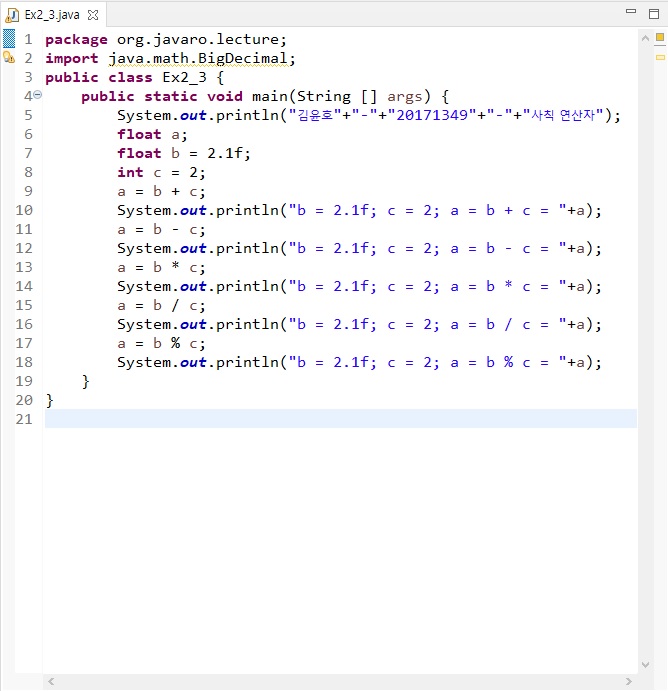 Ex2_3.java
1 package org.javaro.lecture;
2 import java.math.BigDecimal;
3 public class Ex2_3 {
4     public static void main(String [] args) {
5         System.out.println("김윤호"+"-"+"20171349"+"-"+"사칙 연산자");
6         float a;
7         float b = 2.1f;
8         int c = 2;
9         a = b + c;
10         System.out.println("b = 2.1f; c = 2; a = b + c = "+a);
11         a = b - c;
12         System.out.println("b = 2.1f; c = 2; a = b - c = "+a);
13         a = b * c;
14         System.out.println("b = 2.1f; c = 2; a = b * c = "+a);
15         a = b / c;
16         System.out.println("b = 2.1f; c = 2; a = b / c = "+a);
17         a = b % c;
18         System.out.println("b = 2.1f; c = 2; a = b % c = "+a);
19     }
20 }
21